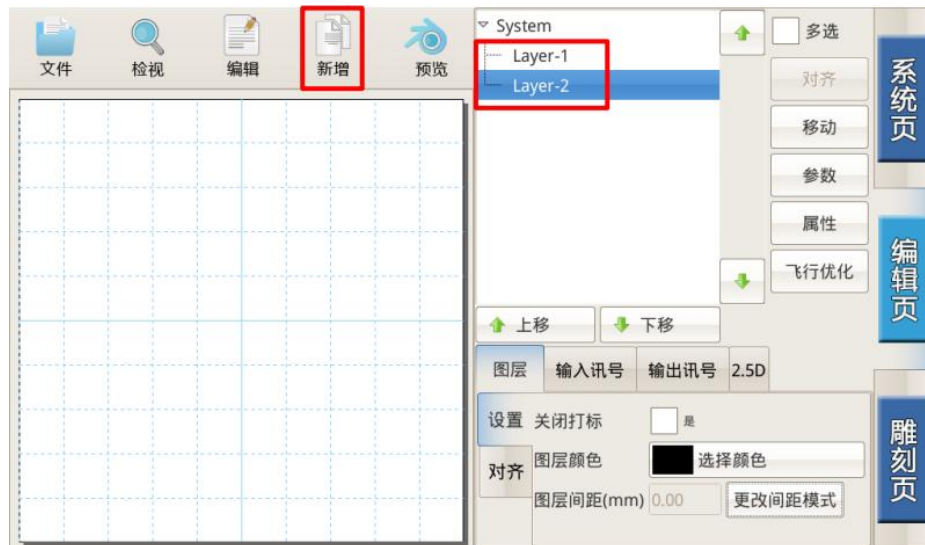 文件 检视 编辑 新增 预览
System
Layer-1
Layer-2
多选
对齐
移动
参数
属性
飞行优化
上移 下移
图层 输入讯号 输出讯号 2.5D
设置
对齐
关闭打标 是
图层颜色 选择颜色
图层间距(mm) 0.00 更改间距模式
系统页
编辑页
雕刻页